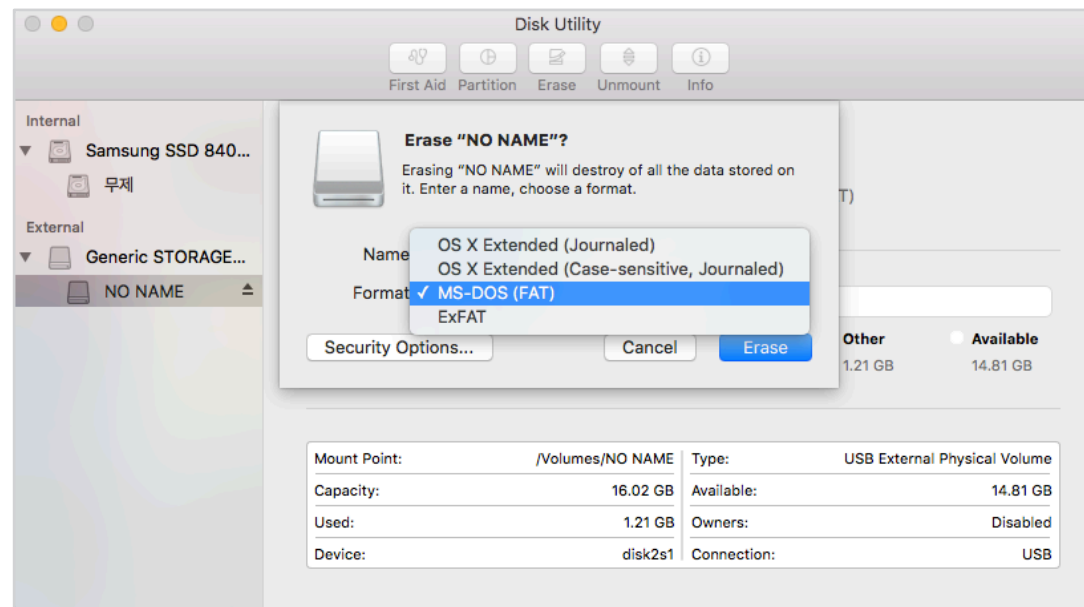 Disk Utility
First Aid Partition Erase Unmount Info
Internal
Samsung SSD 840...
무제
External
Generic STORAGE...
NO NAME
Erase “NO NAME”?
Erasing “NO NAME” will destroy of all the data stored on
it. Enter a name, choose a format.
Name
Format
OS X Extended (Journaled)
OS X Extended (Case-sensitive, Journaled)
✓ MS-DOS (FAT)
ExFAT
Security Options... Cancel Erase
T)
Other Available
1.21 GB 14.81 GB
Mount Point: /Volumes/NO NAME Type: USB External Physical Volume
Capacity: 16.02 GB Available: 14.81 GB
Used: 1.21 GB Owners: Disabled
Device: disk2s1 Connection: USB